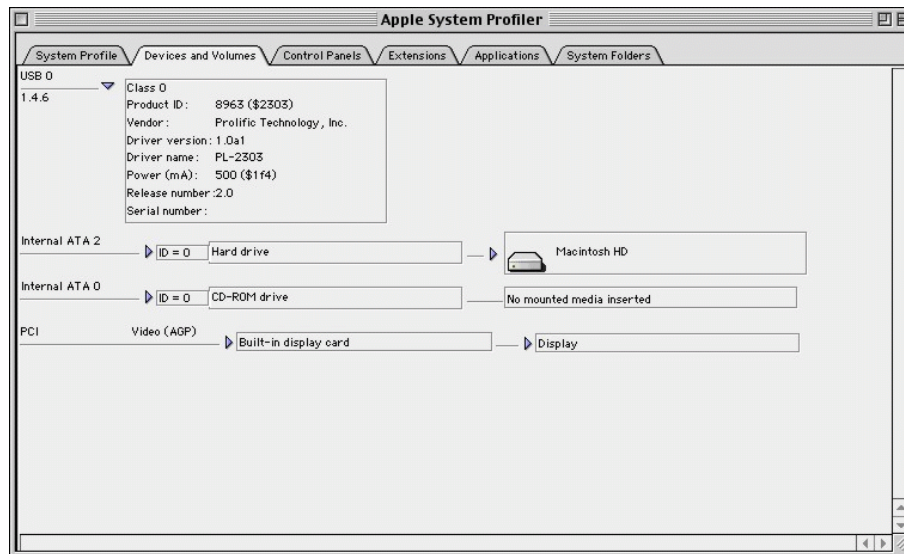 Apple System Profiler
System Profile Devices and Volumes Control Panels Extensions Applications System Folders
USB 0
1.4.6
Class 0
Product ID: 8963 ($2303)
Vendor: Prolific Technology, Inc.
Driver version: 1.0a1
Driver name: PL-2303
Power (mA): 500 ($1f4)
Release number :2.0
Serial number :
Internal ATA 2 ID = 0 Hard drive Macintosh HD
Internal ATA 0 ID = 0 CD-ROM drive No mounted media inserted
PCI Video (AGP) Built-in display card Display